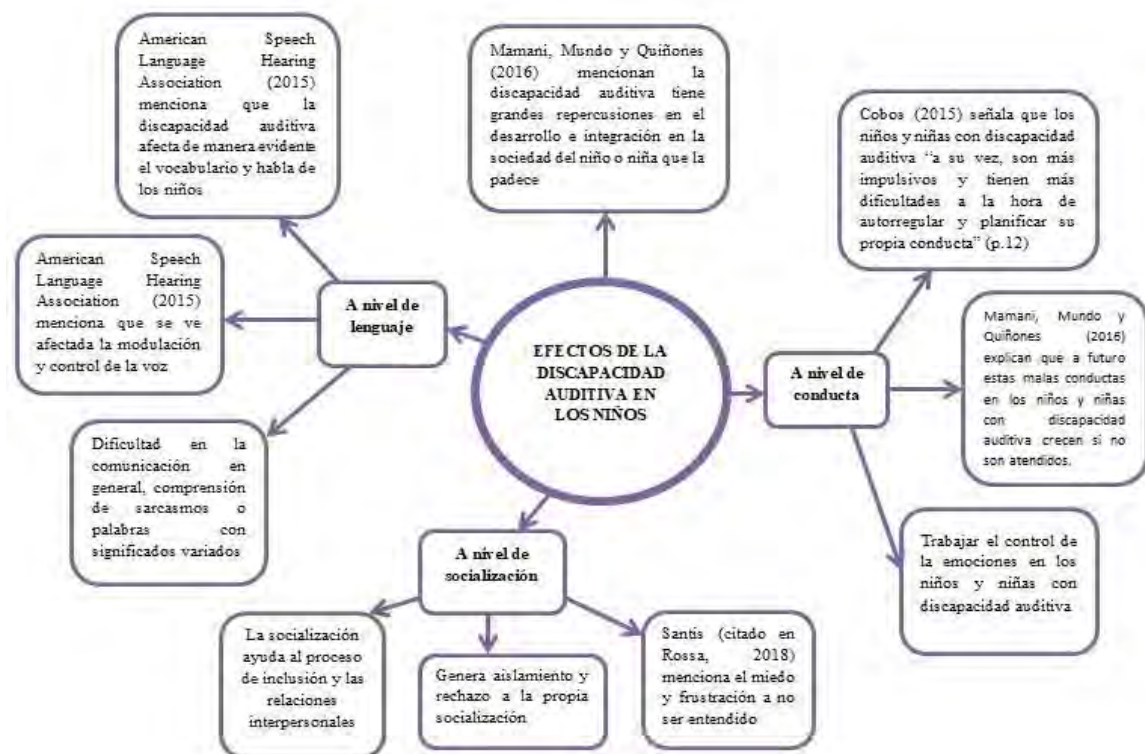 American Speech
Language Hearing
Association (2015)
menciona que la
discapacidad auditiva
afecta de manera evidente
el vocabulario y habla de
los niños
Mamani, Mundo y Quiñones
(2016) mencionan la
discapacidad auditiva tiene
grandes repercusiones en el
desarrollo e integración en la
sociedad del niño o niña que la
padece
Cobos (2015) señala que los
niños y niñas con discapacidad
auditiva “a su vez, son más
impulsivos y tienen más
dificultades a la hora de
autorregular y planificar su
propia conducta” (p.12)
American Speech
Language Hearing
Association (2015)
menciona que se ve
afectada la modulación
y control de la voz
A nivel de
lenguaje
EFECTOS DE LA
DISCAPACIDAD
AUDITIVA EN
LOS NIÑOS
A nivel de
conducta
Mamani, Mundo y
Quiñones (2016)
explican que a futuro
estas malas conductas
en los niños y niñas
con discapacidad
auditiva crecen si no
son atendidos.
Dificultad en la
comunicación en
general, comprensión
de sarcasmos o
palabras con
significados variados
Trabajar el control de
la emociones en los
niños y niñas con
discapacidad auditiva
A nivel de
socialización
La socialización
ayuda al proceso
de inclusión y las
relaciones
interpersonales
Genera aislamiento y
rechazo a la propia
socialización
Santis (citado en
Rossa, 2018)
menciona el miedo
y frustración a no
ser entendido